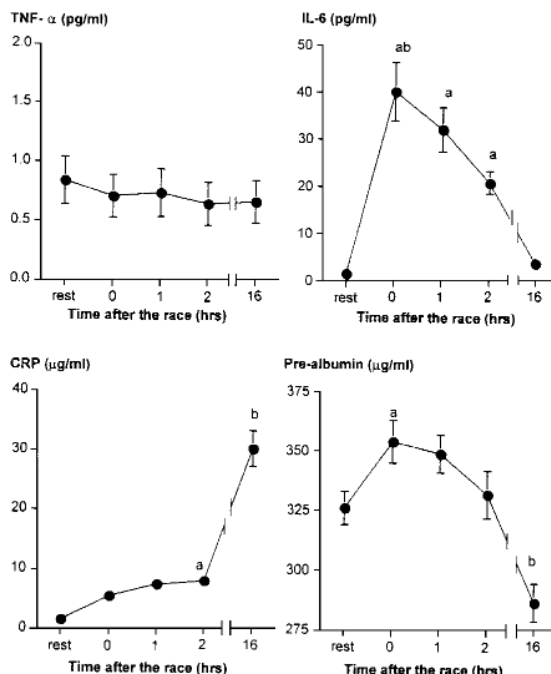 TNF- α (pg/ml)
2.0
1.5
1.0
0.5
0.0
rest 0 1 2 16
Time after the race (hrs)
IL-6 (pg/ml)
50
40
30
20
10
0
ab
a
a
rest 0 1 2 16
Time after the race (hrs)
CRP (μg/ml)
40
30
20
10
0
a
b
rest 0 1 2 16
Time after the race (hrs)
Pre-albumin (μg/ml)
375
350
325
300
275
a
b
rest 0 1 2 16
Time after the race (hrs)